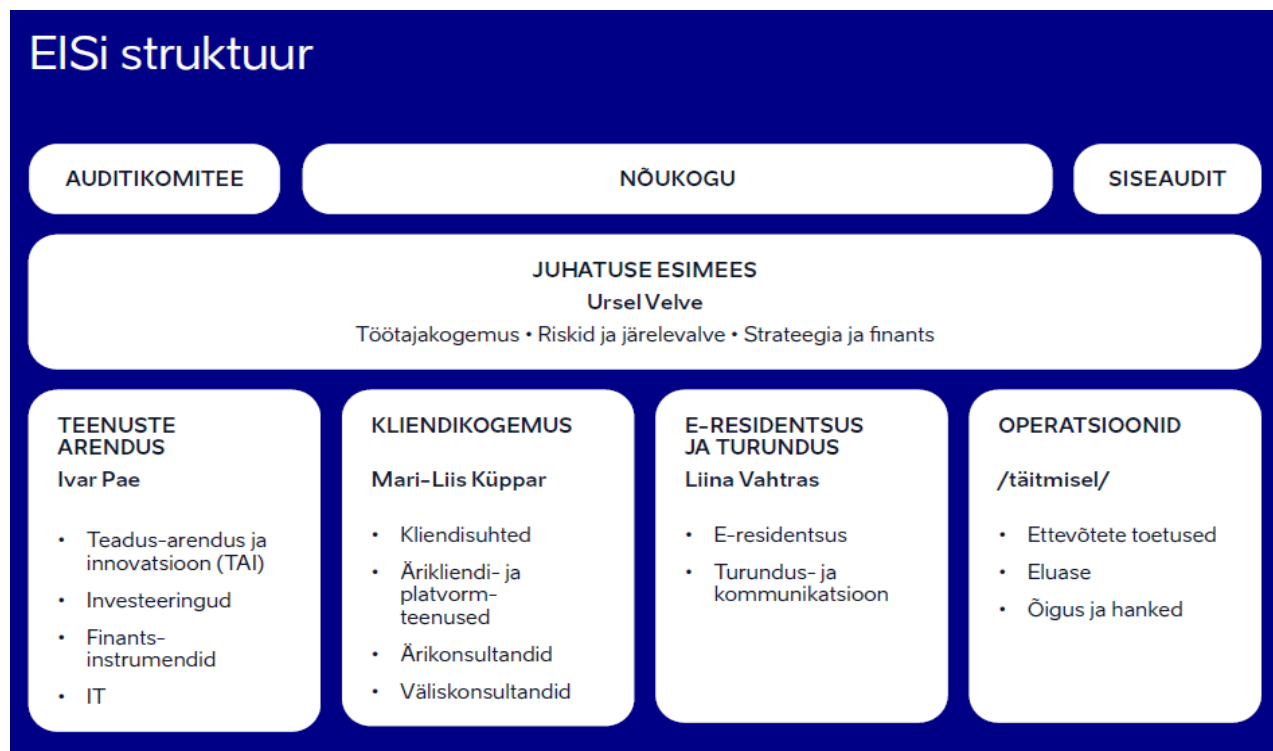 EISi struktuur
AUDITIKOMITEE
NÕUKOGU
SISEAUDIT
JUHATUSE ESIMEES
Ursel Velve
Töötajakogemus • Riskid ja järelevalve • Strateegia ja finants
TEENUSTE
ARENDUS
Ivar Pae
• Teadus-arendus ja
innovatsioon (TAI)
• Investeeringud
• Finants-
instrumendid
• IT
KLIENDIKOGEMUS
Mari-Liis Küppar
• Kliendisuhted
• Ärikliendi- ja
platvorm-
teenused
• Ärikonsultandid
• Väliskonsultandid
E-RESIDENTSUS
JA TURUNDUS
Liina Vahtras
• E-residentsus
• Turundus- ja
kommunikatsioon
OPERATSIOONID
/täitmisel/
• Ettevõtete toetused
• Eluase
• Õigus ja hanked